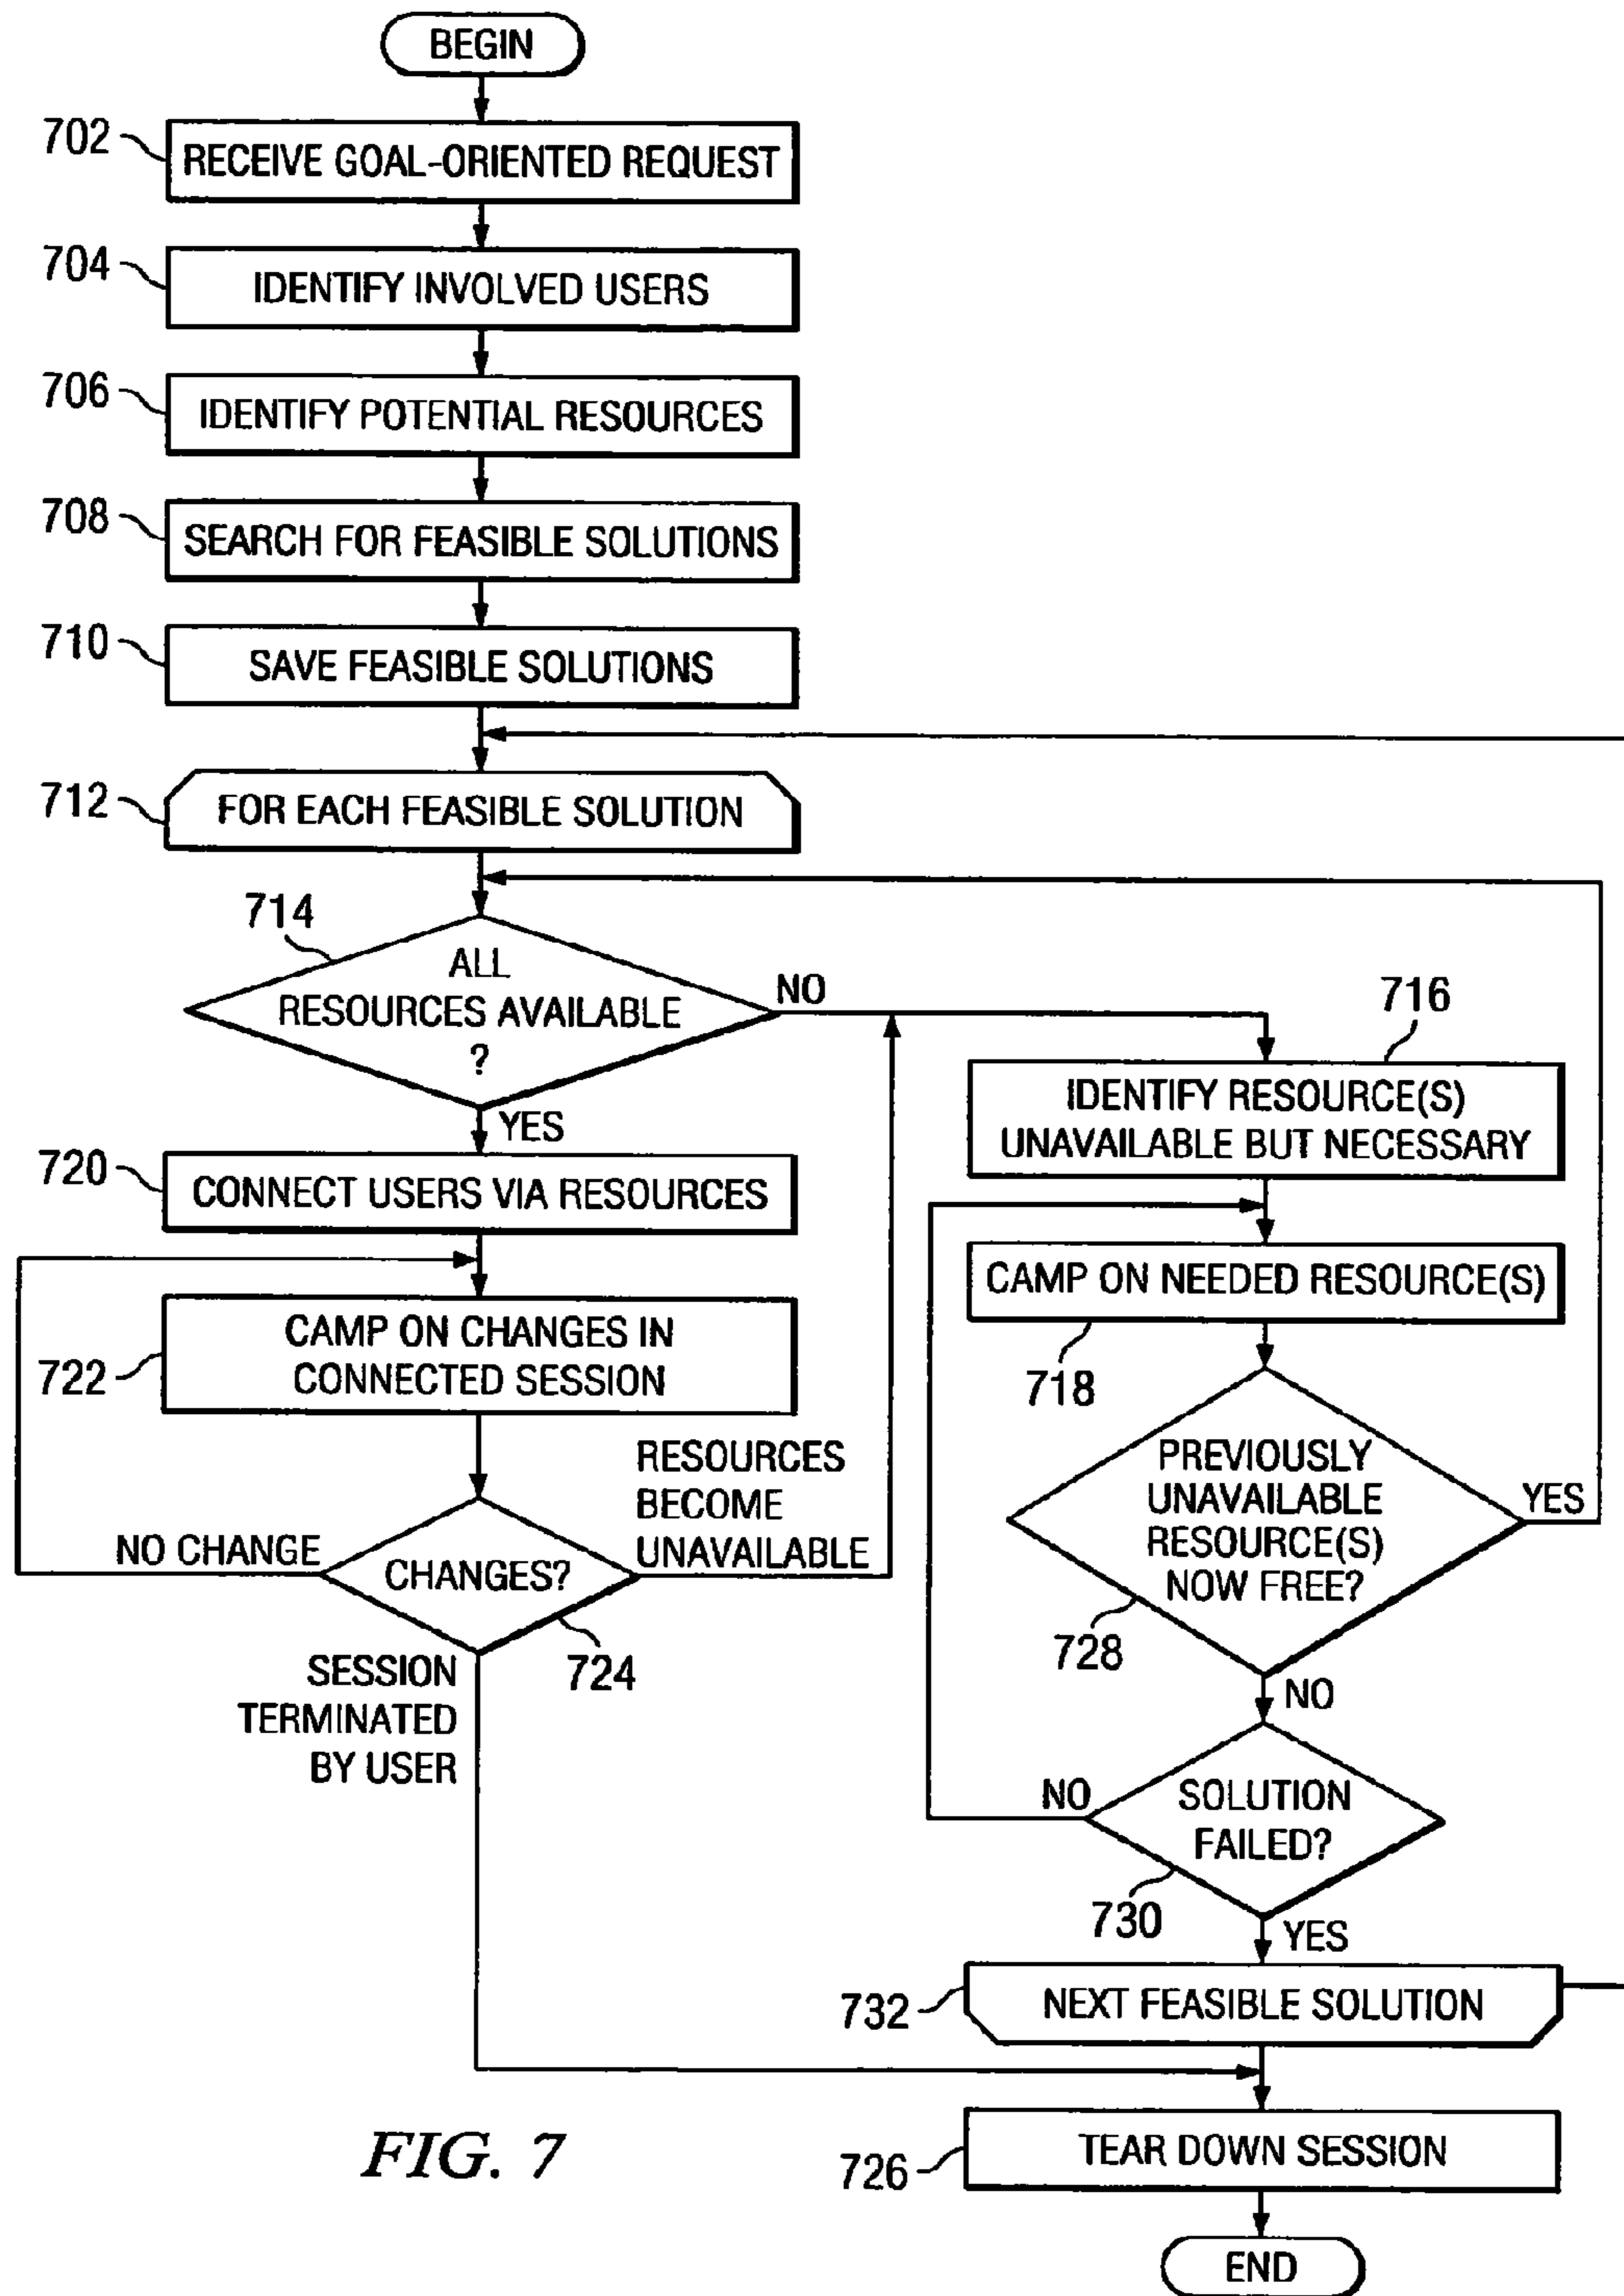 BEGIN
702
RECEIVE GOAL-ORIENTED REQUEST
704
IDENTIFY INVOLVED USERS
706
IDENTIFY POTENTIAL RESOURCES
708
SEARCH FOR FEASIBLE SOLUTIONS
710
SAVE FEASIBLE SOLUTIONS
712
FOR EACH FEASIBLE SOLUTION
714
ALL
RESOURCES AVAILABLE
?
NO
YES
716
IDENTIFY RESOURCE(S)
UNAVAILABLE BUT NECESSARY
720
CONNECT USERS VIA RESOURCES
CAMP ON NEEDED RESOURCE(S)
718
722
CAMP ON CHANGES IN
CONNECTED SESSION
RESOURCES
BECOME
UNAVAILABLE
NO CHANGE
CHANGES?
724
SESSION
TERMINATED
BY USER
PREVIOUSLY
UNAVAILABLE
RESOURCE(S)
NOW FREE?
YES
728
NO
SOLUTION
FAILED?
NO
730
YES
732
NEXT FEASIBLE SOLUTION
726
TEAR DOWN SESSION
END
FIG. 7